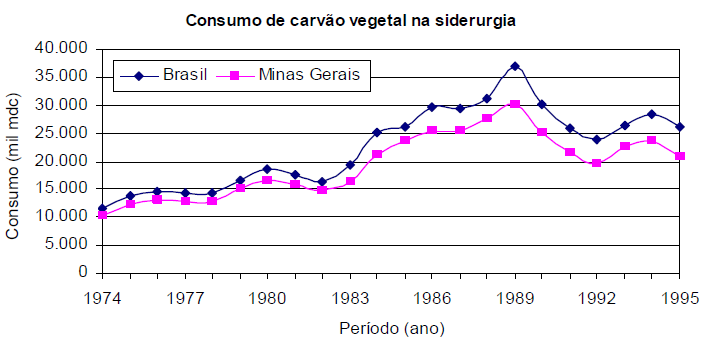 Consumo de carvão vegetal na siderurgia
Consumo (mil mdc)
40.000
35.000
30.000
25.000
20.000
15.000
10.000
5.000
0
Brasil Minas Gerais
1974 1977 1980 1983 1986 1989 1992 1995
Período (ano)